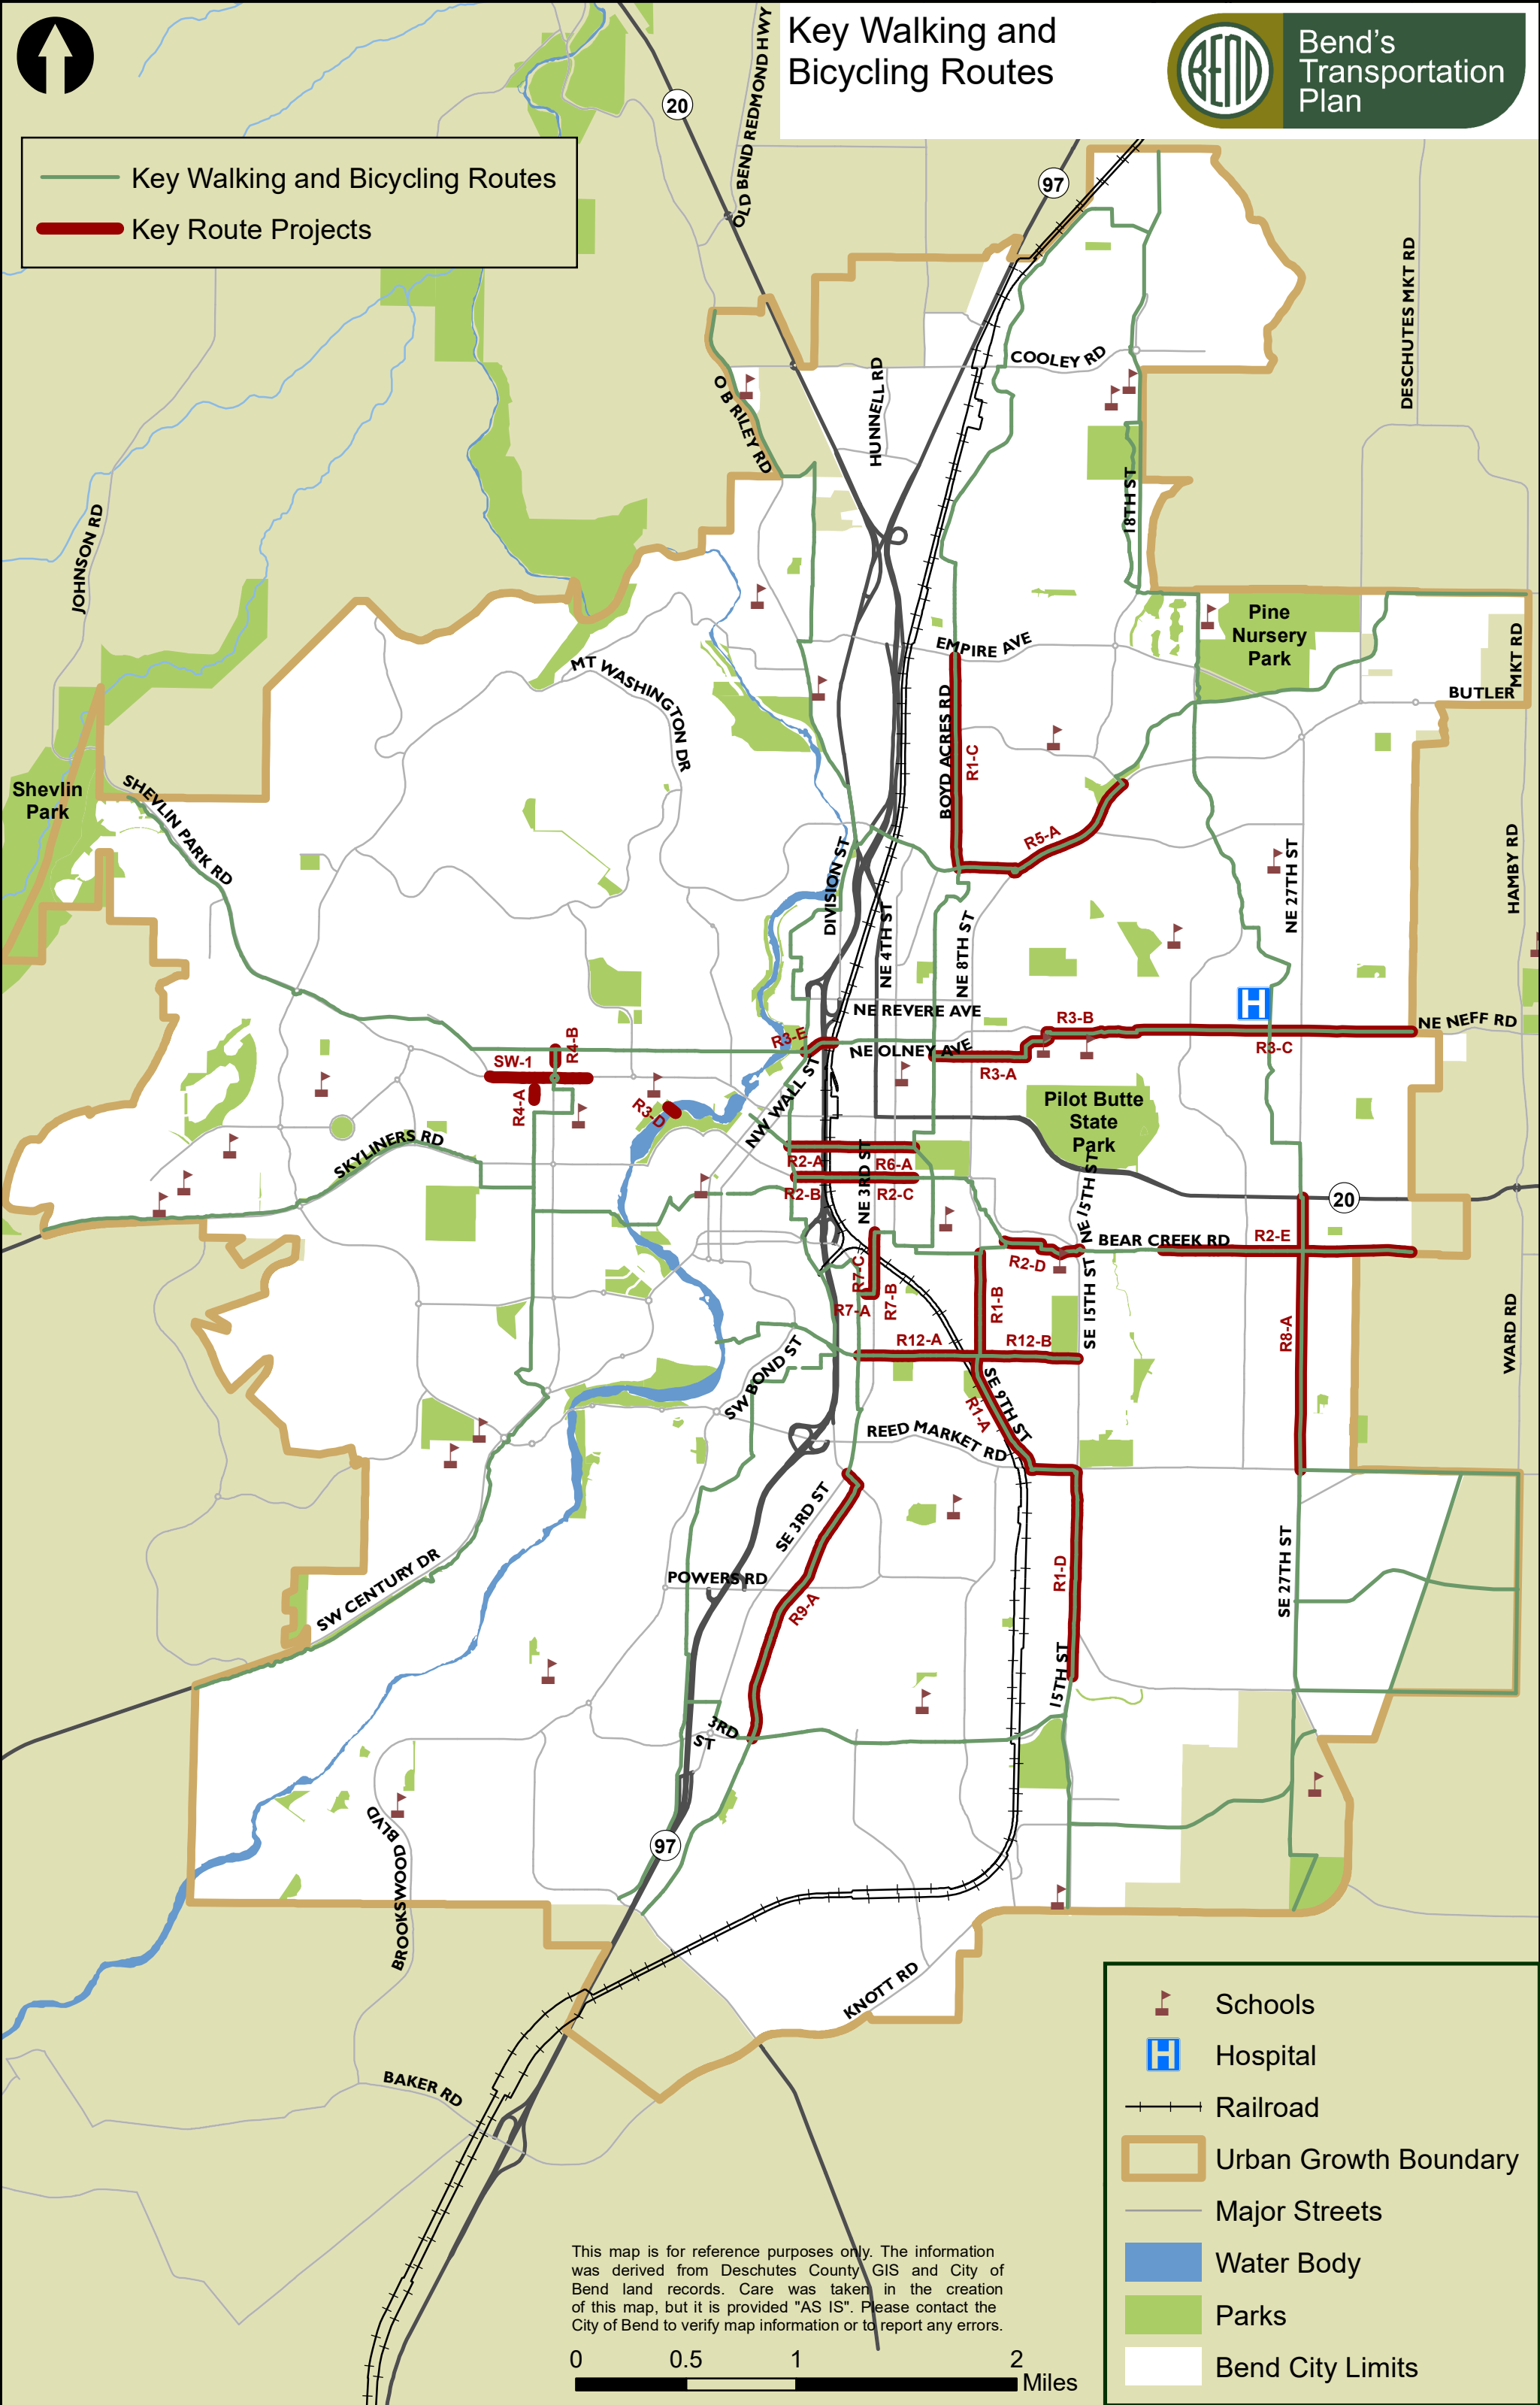 Key Walking and
Bicycling Routes
BEND
Bend's
Transportation
Plan
Key Walking and Bicycling Routes
Key Route Projects
20
OLD BEND REDMOND HWY
97
DESCHUTES MKT RD
COOLEY RD
HUNNELL RD
O B RILEY RD
18TH ST
JOHNSON RD
Pine
Nursery
Park
EMPIRE AVE
MKT RD
BUTLER
MT WASHINGTON DR
BOYD ACRES RD
R1-C
Shevlin
Park
SHEVLIN PARK RD
R5-A
DIVISION ST
NE 27TH ST
HAMBY RD
NE 4TH ST
NE 8TH ST
H
NE REVERE AVE
R3-B
NE NEFF RD
R3-E
R4-B
NE OLNEY AVE
R3-C
SW-1
R3-A
R4-A
R3-D
NW WALL ST
Pilot Butte
State
Park
SKYLINERS RD
R2-A
R6-A
NE 3RD ST
R2-B
R2-C
NE 15TH ST
20
BEAR CREEK RD
R2-E
R2-D
R7-C
R7-B
R7-A
R1-B
SE 15TH ST
R12-A
R12-B
R8-A
WARD RD
SW BOND ST
SE 9TH ST
R1-A
REED MARKET RD
SE 3RD ST
POWERS RD
R9-A
R1-D
SE 27TH ST
SW CENTURY DR
15TH ST
3RD
ST
BROOKSWOOD BLVD
97
KNOTT RD
BAKER RD
Schools
H
Hospital
Railroad
Urban Growth Boundary
Major Streets
Water Body
Parks
Bend City Limits
This map is for reference purposes only. The information
was derived from Deschutes County GIS and City of
Bend land records. Care was taken in the creation
of this map, but it is provided "AS IS". Please contact the
City of Bend to verify map information or to report any errors.
0 0.5 1 2
Miles